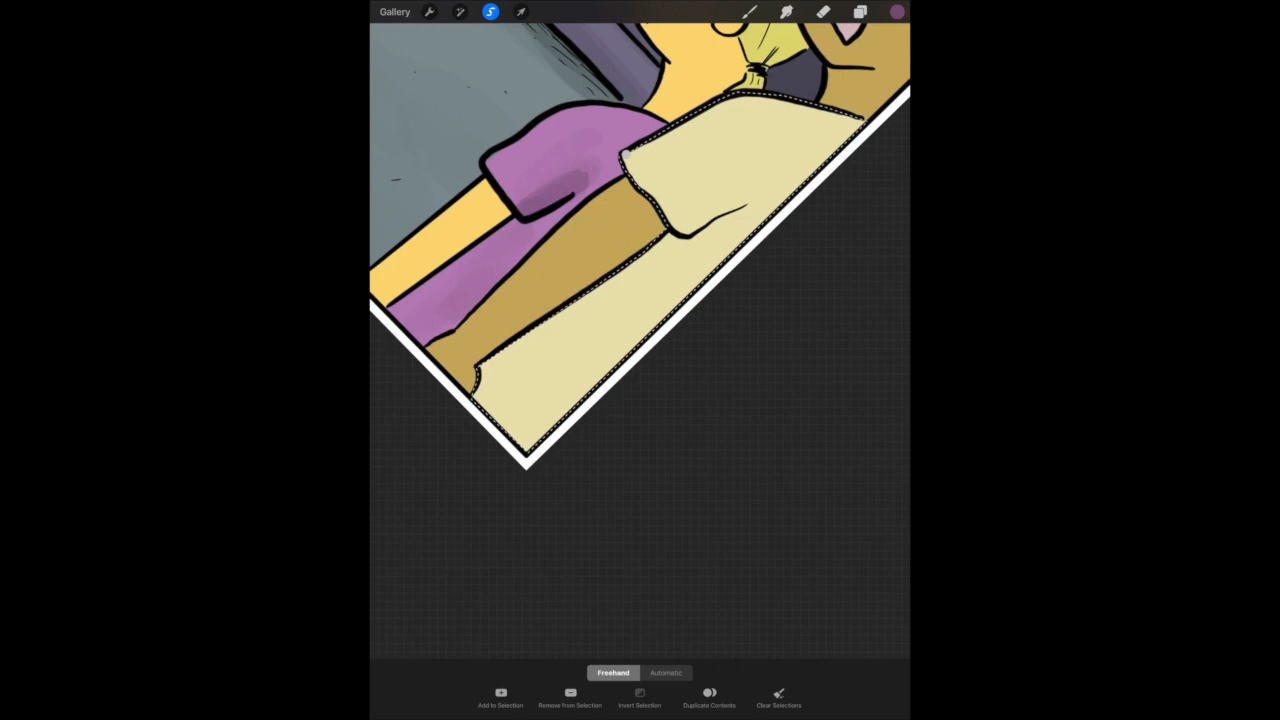 Gallery
Freehand Automatic
Add to Selection Remove from Selection Invert Selection Duplicate Contents Clear Selections